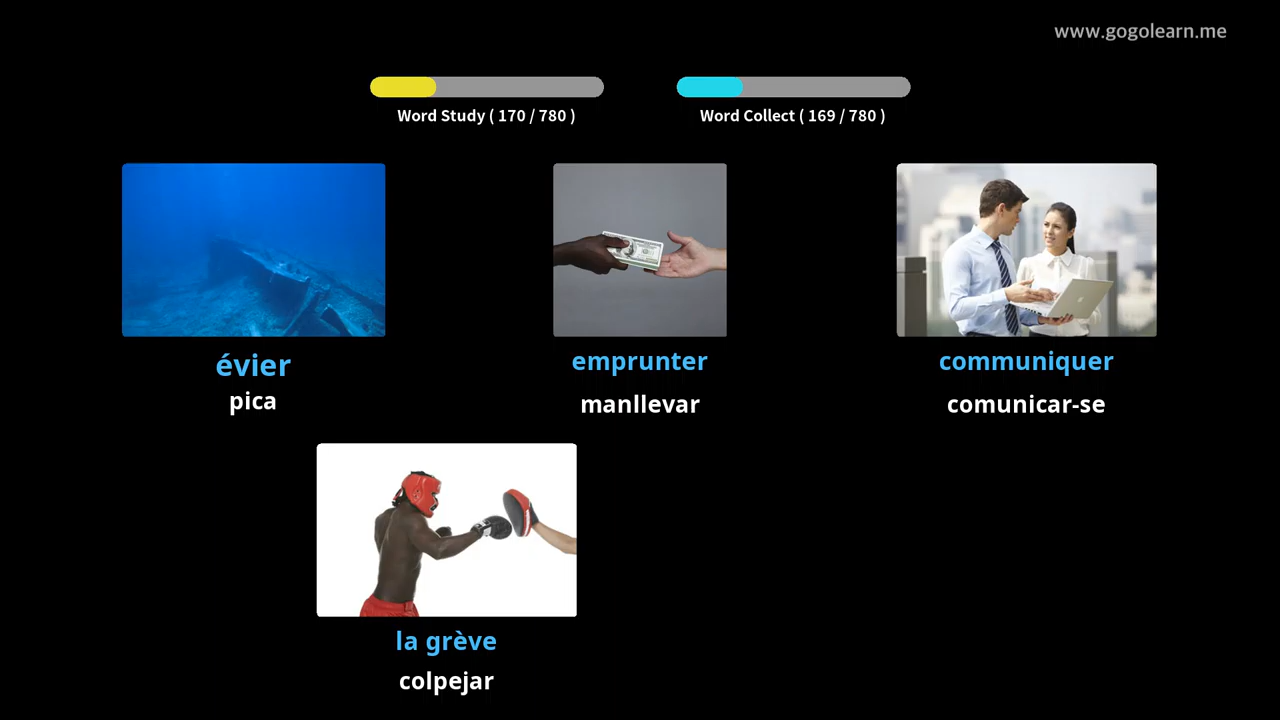 www.gogolearn.me
Word Study ( 170 / 780 )
Word Collect ( 169 / 780 )
évier
pica
emprunter
manllevar
communiquer
comunicar-se
la grève
colpejar